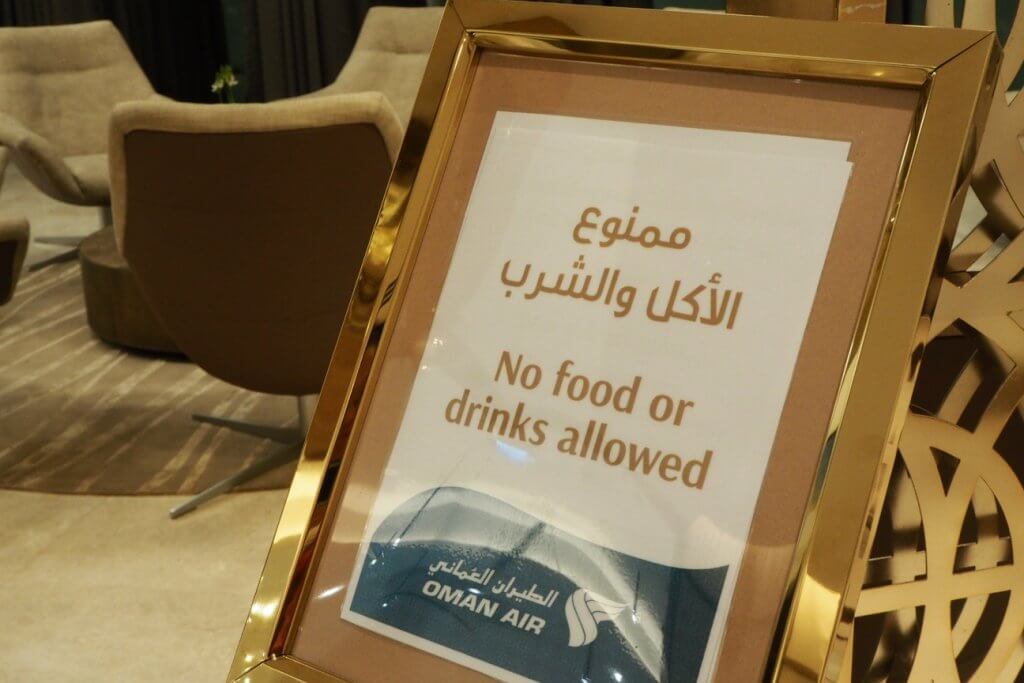 ممنوع
الأكل والشرب
No food or
drinks allowed
الطيران العماني
OMAN AIR